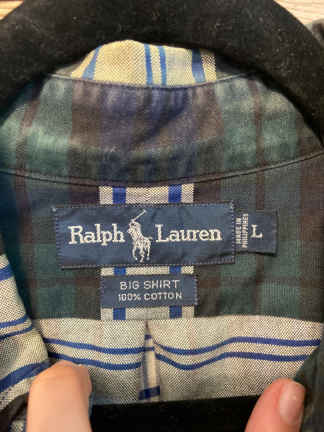 Ralph Lauren
MADE IN
PHILIPPINES
L
BIG SHIRT
100% COTTON